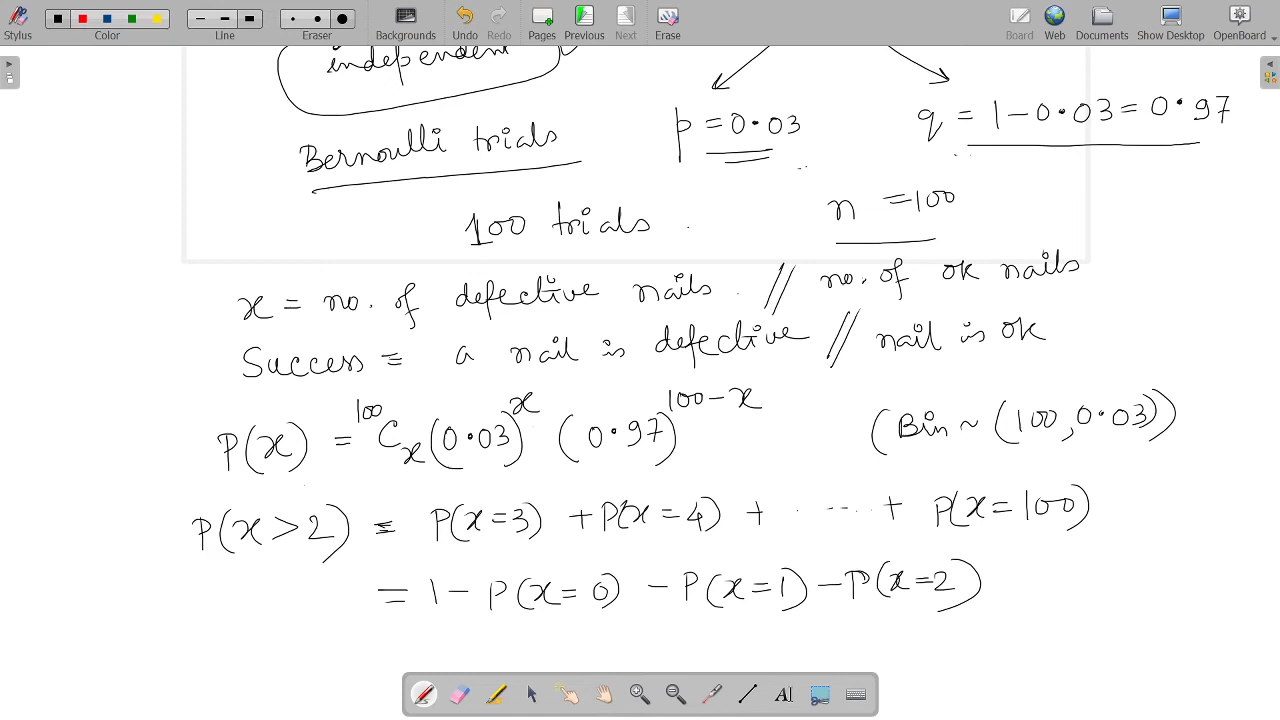 Stylus Color Line Eraser Backgrounds Undo Redo Pages Previous Next Erase Board Web Documents Show Desktop OpenBoard
independent
p = 0.03
q = 1 - 0.03 = 0.97
Bernoulli trials
100 trials.
n = 100
x = no. of defective nails. // no. of ok nails
Success = a nail is defective // nail is ok
P(x) = ¹⁰⁰Cₓ (0.03)^x (0.97)^(100-x) (Bin ~ (100, 0.03))
P(x > 2) = P(x = 3) + P(x = 4) + ..... + P(x = 100)
= 1 - P(x = 0) - P(x = 1) - P(x = 2)